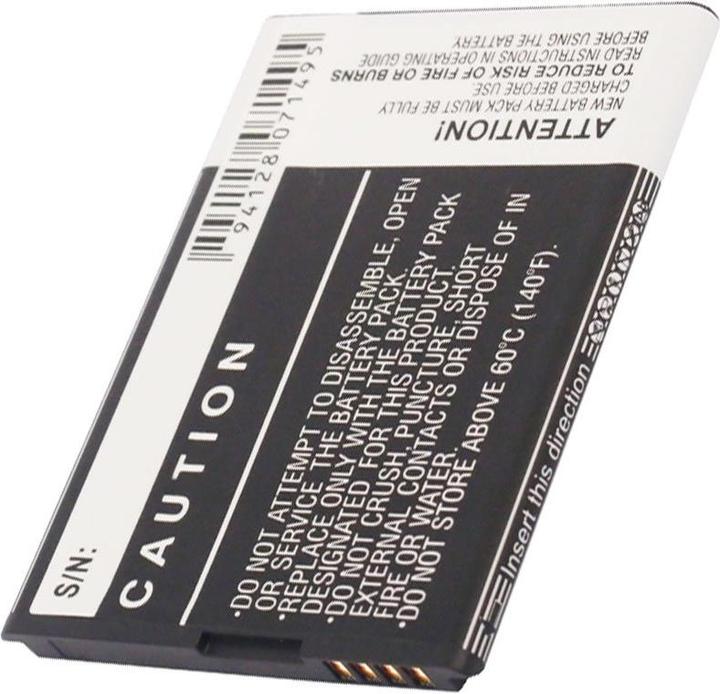 ATTENTION!
NEW BATTERY PACK MUST BE FULLY
CHARGED BEFORE USE.
TO REDUCE RISK OF FIRE OR BURNS
READ INSTRUCTIONS IN OPERATING GUIDE
BEFORE USING THE BATTERY
94128071495
S/N:
CAUTION
·DO NOT ATTEMPT TO DISASSEMBLE, OPEN
OR SERVICE THE BATTERY PACK.
·REPLACE ONLY WITH THE BATTERY PACK
DESIGNATED FOR THIS PRODUCT.
·DO NOT CRUSH, PUNCTURE, SHORT
EXTERNAL CONTACTS OR DISPOSE OF IN
FIRE OR WATER.
·DO NOT STORE ABOVE 60°C (140°F).
Insert this direction